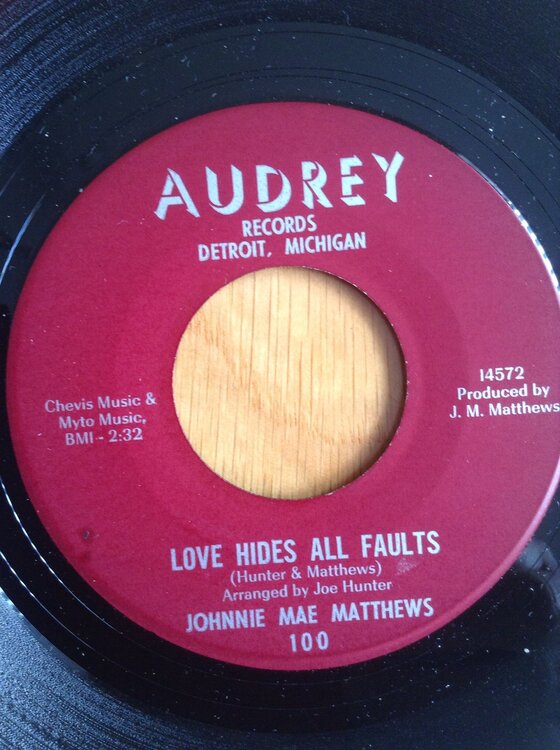 AUDREY
RECORDS
DETROIT, MICHIGAN
Chevis Music &
Myto Music,
BMI - 2:32
14572
Produced by
J. M. Matthews
LOVE HIDES ALL FAULTS
(Hunter & Matthews)
Arranged by Joe Hunter
JOHNNIE MAE MATTHEWS
100